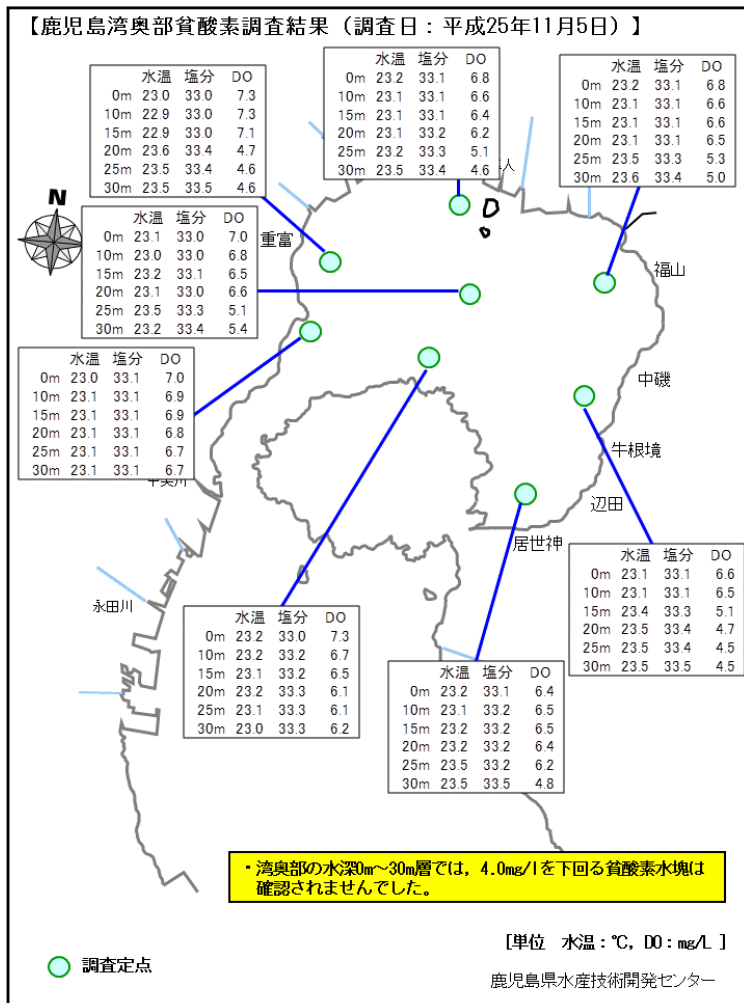 【鹿児島湾奥部貧酸素調査結果（調査日：平成25年11月5日）】
水温 塩分 DO
0m 23.0 33.0 7.3
10m 22.9 33.0 7.3
15m 22.9 33.0 7.1
20m 23.6 33.4 4.7
25m 23.5 33.4 4.6
30m 23.5 33.5 4.6
水温 塩分 DO
0m 23.2 33.1 6.8
10m 23.1 33.1 6.6
15m 23.1 33.1 6.4
20m 23.1 33.2 6.2
25m 23.2 33.3 5.1
30m 23.5 33.4 4.6
水温 塩分 DO
0m 23.2 33.1 6.8
10m 23.1 33.1 6.6
15m 23.1 33.1 6.6
20m 23.1 33.1 6.5
25m 23.5 33.3 5.3
30m 23.6 33.4 5.0
人
N
水温 塩分 DO
0m 23.1 33.0 7.0
10m 23.0 33.0 6.8
15m 23.2 33.1 6.5
20m 23.1 33.0 6.6
25m 23.5 33.3 5.1
30m 23.2 33.4 5.4
重富
福山
水温 塩分 DO
0m 23.0 33.1 7.0
10m 23.1 33.1 6.9
15m 23.1 33.1 6.9
20m 23.1 33.1 6.8
25m 23.1 33.1 6.7
30m 23.1 33.1 6.7
中磯
牛根境
辺田
居世神
永田川
水温 塩分 DO
0m 23.1 33.1 6.6
10m 23.1 33.1 6.5
15m 23.4 33.3 5.1
20m 23.5 33.4 4.7
25m 23.5 33.4 4.5
30m 23.5 33.5 4.5
水温 塩分 DO
0m 23.2 33.0 7.3
10m 23.2 33.2 6.7
15m 23.1 33.2 6.5
20m 23.2 33.3 6.1
25m 23.1 33.3 6.1
30m 23.0 33.3 6.2
水温 塩分 DO
0m 23.2 33.1 6.4
10m 23.1 33.2 6.5
15m 23.2 33.2 6.5
20m 23.2 33.2 6.4
25m 23.5 33.2 6.2
30m 23.5 33.5 4.8
・湾奥部の水深0m～30m層では，4.0mg/lを下回る貧酸素水塊は
確認されませんでした。
[単位 水温：℃，DO：mg/L ]
調査定点
鹿児島県水産技術開発センター